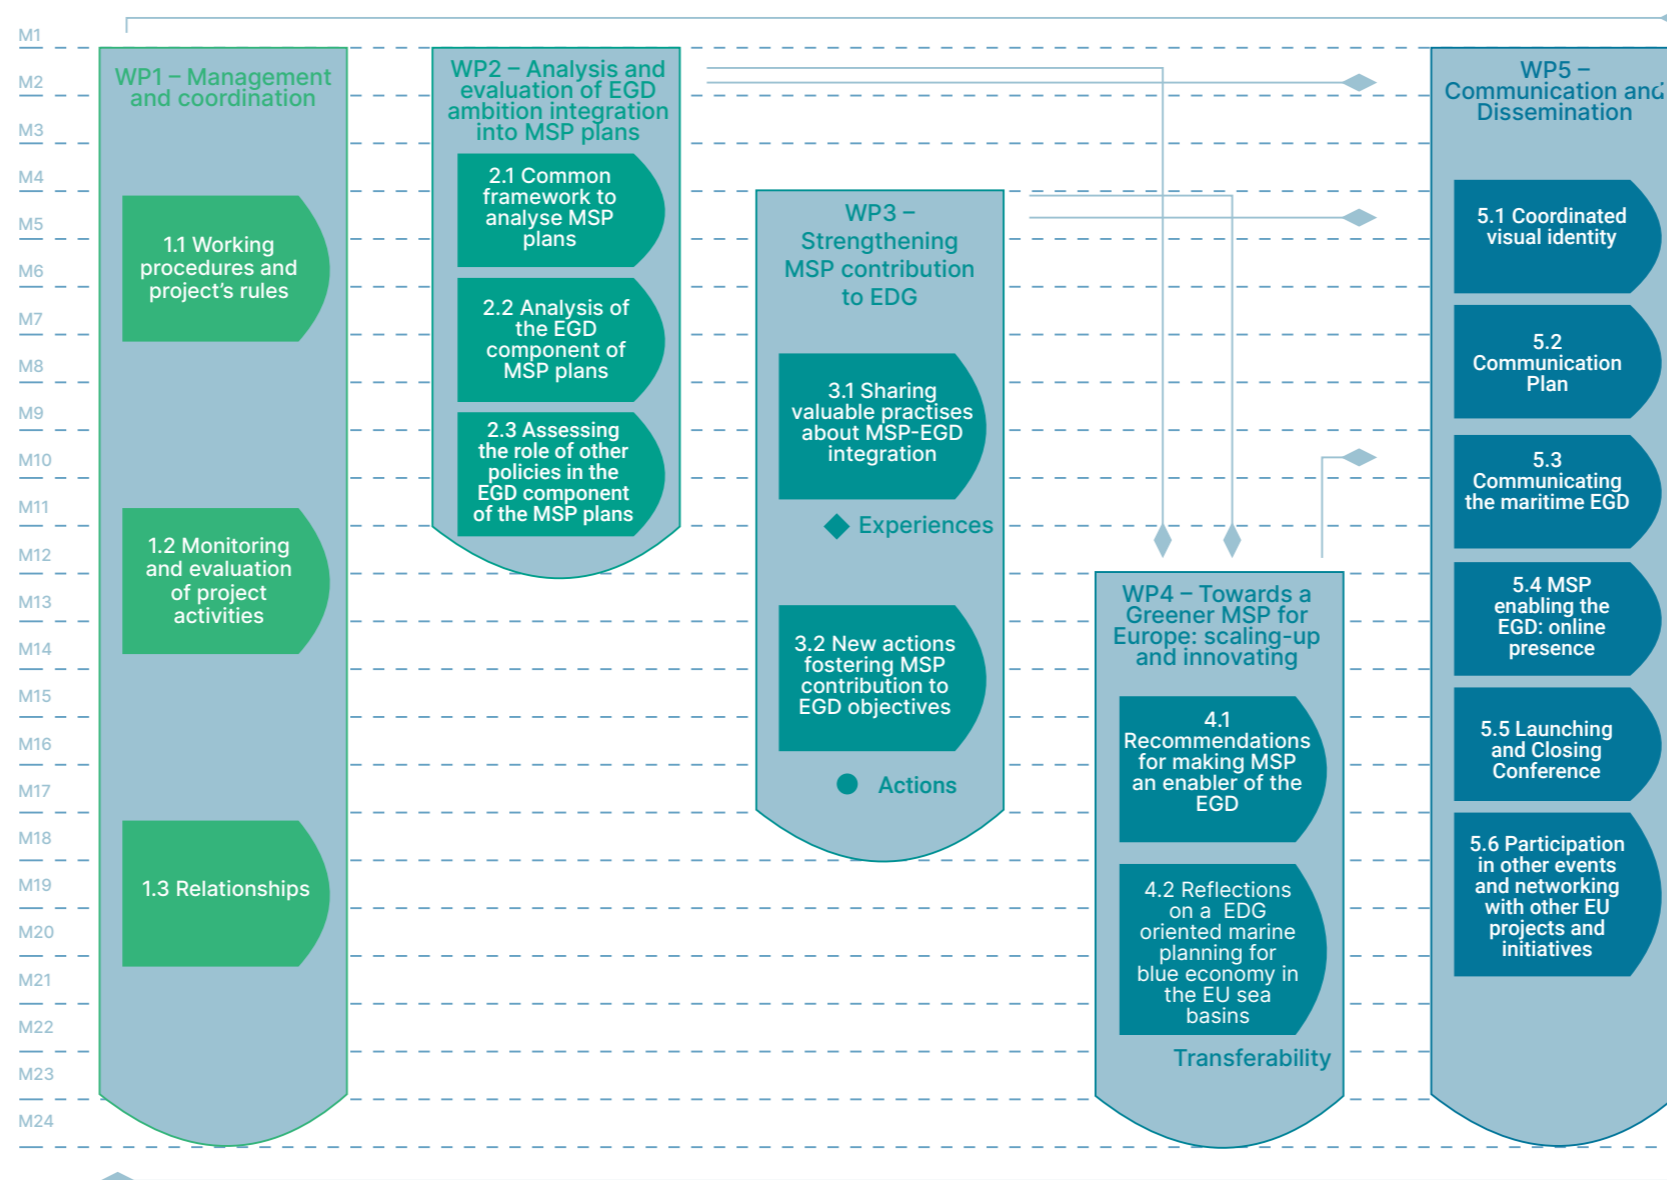 M1
M2
M3
M4
M5
M6
M7
M8
M9
M10
M11
M12
M13
M14
M15
M16
M17
M18
M19
M20
M21
M22
M23
M24
WP1 – Management
and coordination
1.1 Working
procedures and
project’s rules
1.2 Monitoring
and evaluation
of project
activities
1.3 Relationships
WP2 – Analysis and
evaluation of EGD
ambition integration
into MSP plans
2.1 Common
framework to
analyse MSP
plans
2.2 Analysis of
the EGD
component of
MSP plans
2.3 Assessing
the role of other
policies in the
EGD component
of the MSP plans
WP3 –
Strengthening
MSP contribution
to EDG
3.1 Sharing
valuable practises
about MSP-EGD
integration
Experiences
3.2 New actions
fostering MSP
contribution to
EGD objectives
Actions
WP4 – Towards a
Greener MSP for
Europe: scaling-up
and innovating
4.1
Recommendations
for making MSP
an enabler of the
EGD
4.2 Reflections
on a EDG
oriented marine
planning for
blue economy in
the EU sea
basins
Transferability
WP5 –
Communication and
Dissemination
5.1 Coordinated
visual identity
5.2
Communication
Plan
5.3
Communicating
the maritime EGD
5.4 MSP
enabling the
EGD: online
presence
5.5 Launching
and Closing
Conference
5.6 Participation
in other events
and networking
with other EU
projects and
initiatives